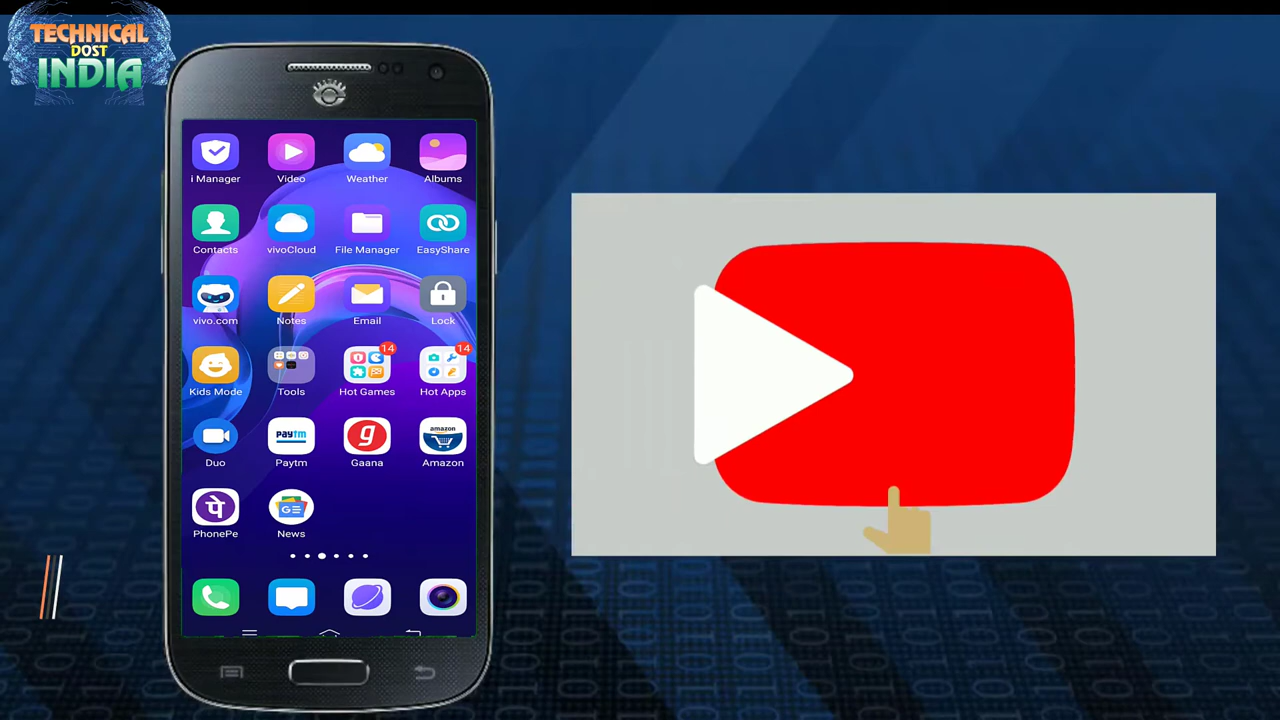 TECHNICAL
DOST
INDIA
i Manager
Video
Weather
Albums
Contacts
vivoCloud
File Manager
EasyShare
vivo.com
Notes
Email
Lock
14
14
Kids Mode
Tools
Hot Games
Hot Apps
paytm
g
amazon
Duo
Paytm
Gaana
Amazon
पे
GE
PhonePe
News